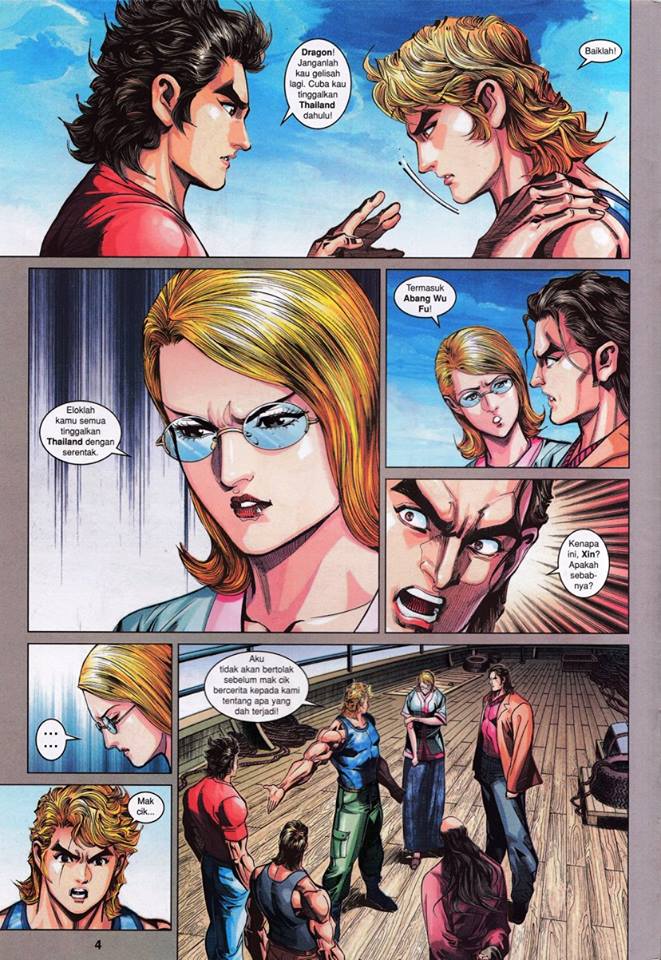 Dragon!
Janganlah
kau gelisah
lagi. Cuba kau
tinggalkan
Thailand
dahulu!
Baiklah!
Eloklah
kamu semua
tinggalkan
Thailand dengan
serentak.
Termasuk
Abang Wu
Fu!
Kenapa
ini, Xin?
Apakah
sebab-
nya?
...
...
Aku
tidak akan bertolak
sebelum mak cik
bercerita kepada kami
tentang apa yang
dah terjadi!
Mak
cik...
4